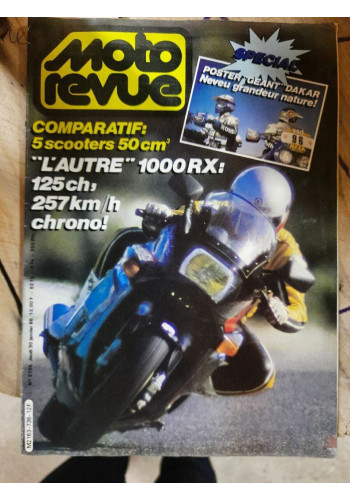 Moto
revue
SPECIAL
POSTER "GEANT" DAKAR
Neveu grandeur nature!
COMPARATIF:
5 scooters 50 cm³
"L'AUTRE" 1000 RX:
125 ch,
257 km/h
chrono!